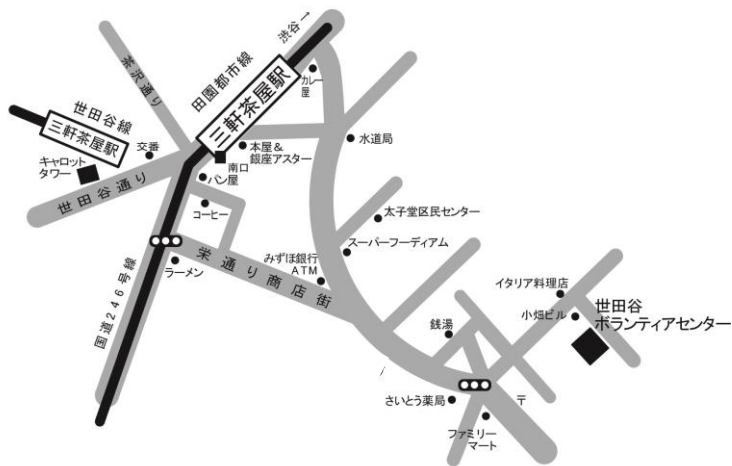 渋谷→
茶沢通り
田園都市線
三軒茶屋駅
カレー
屋
世田谷線
三軒茶屋駅
交番
キャロット
タワー
世田谷通り
南口
本屋&
銀座アスター
水道局
パン屋
コーヒー
太子堂区民センター
スーパーフーディアム
みずほ銀行
ATM
栄通り商店街
ラーメン
国道246号線
イタリア料理店
小畑ビル
世田谷
ボランティアセンター
銭湯
さいとう薬局
〒
ファミリー
マート